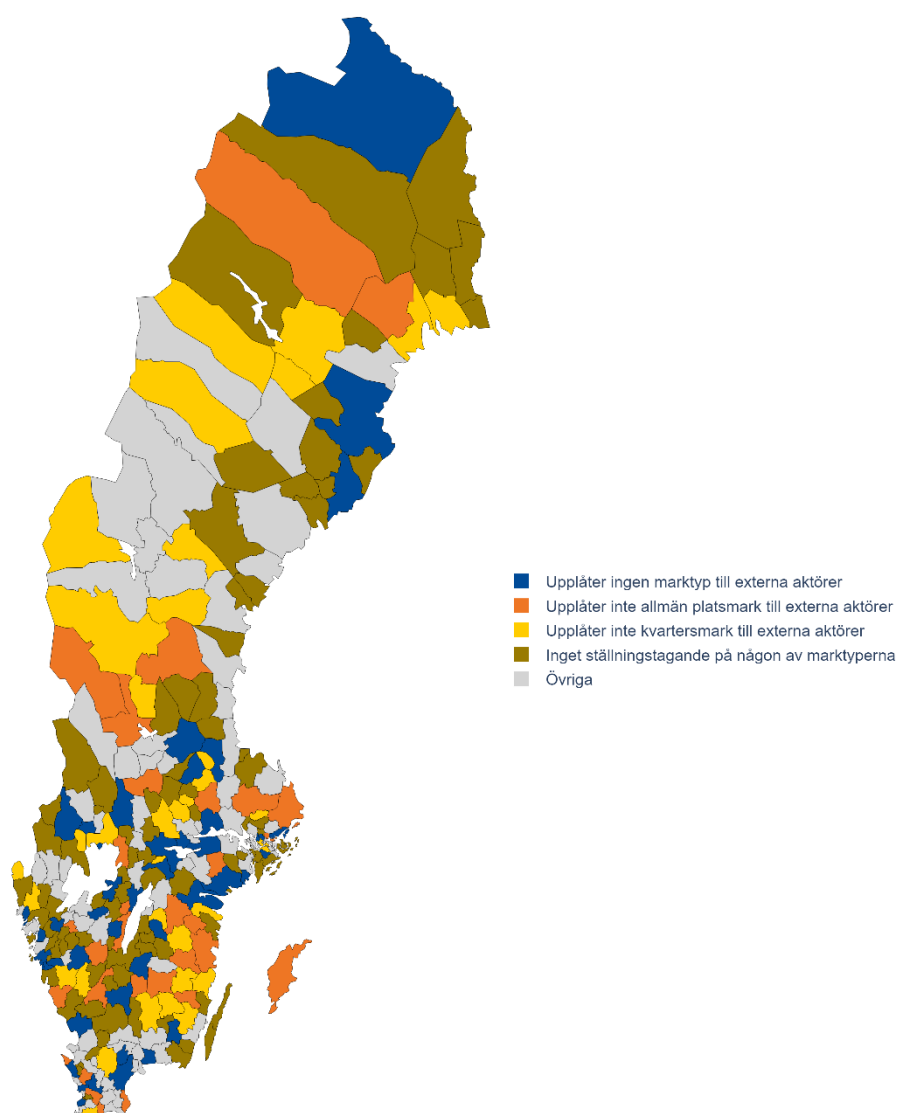 Upplåter ingen marktyp till externa aktörer
Upplåter inte allmän platsmark till externa aktörer
Upplåter inte kvartersmark till externa aktörer
Inget ställningstagande på någon av marktyperna
Övriga